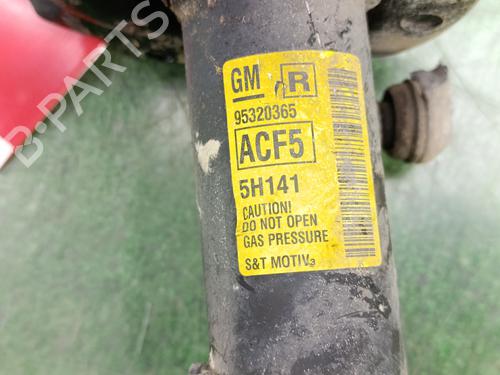 GM R
95320365
ACF5
5H141
CAUTION!
DO NOT OPEN
GAS PRESSURE
S&T MOTIV
B-PARTS